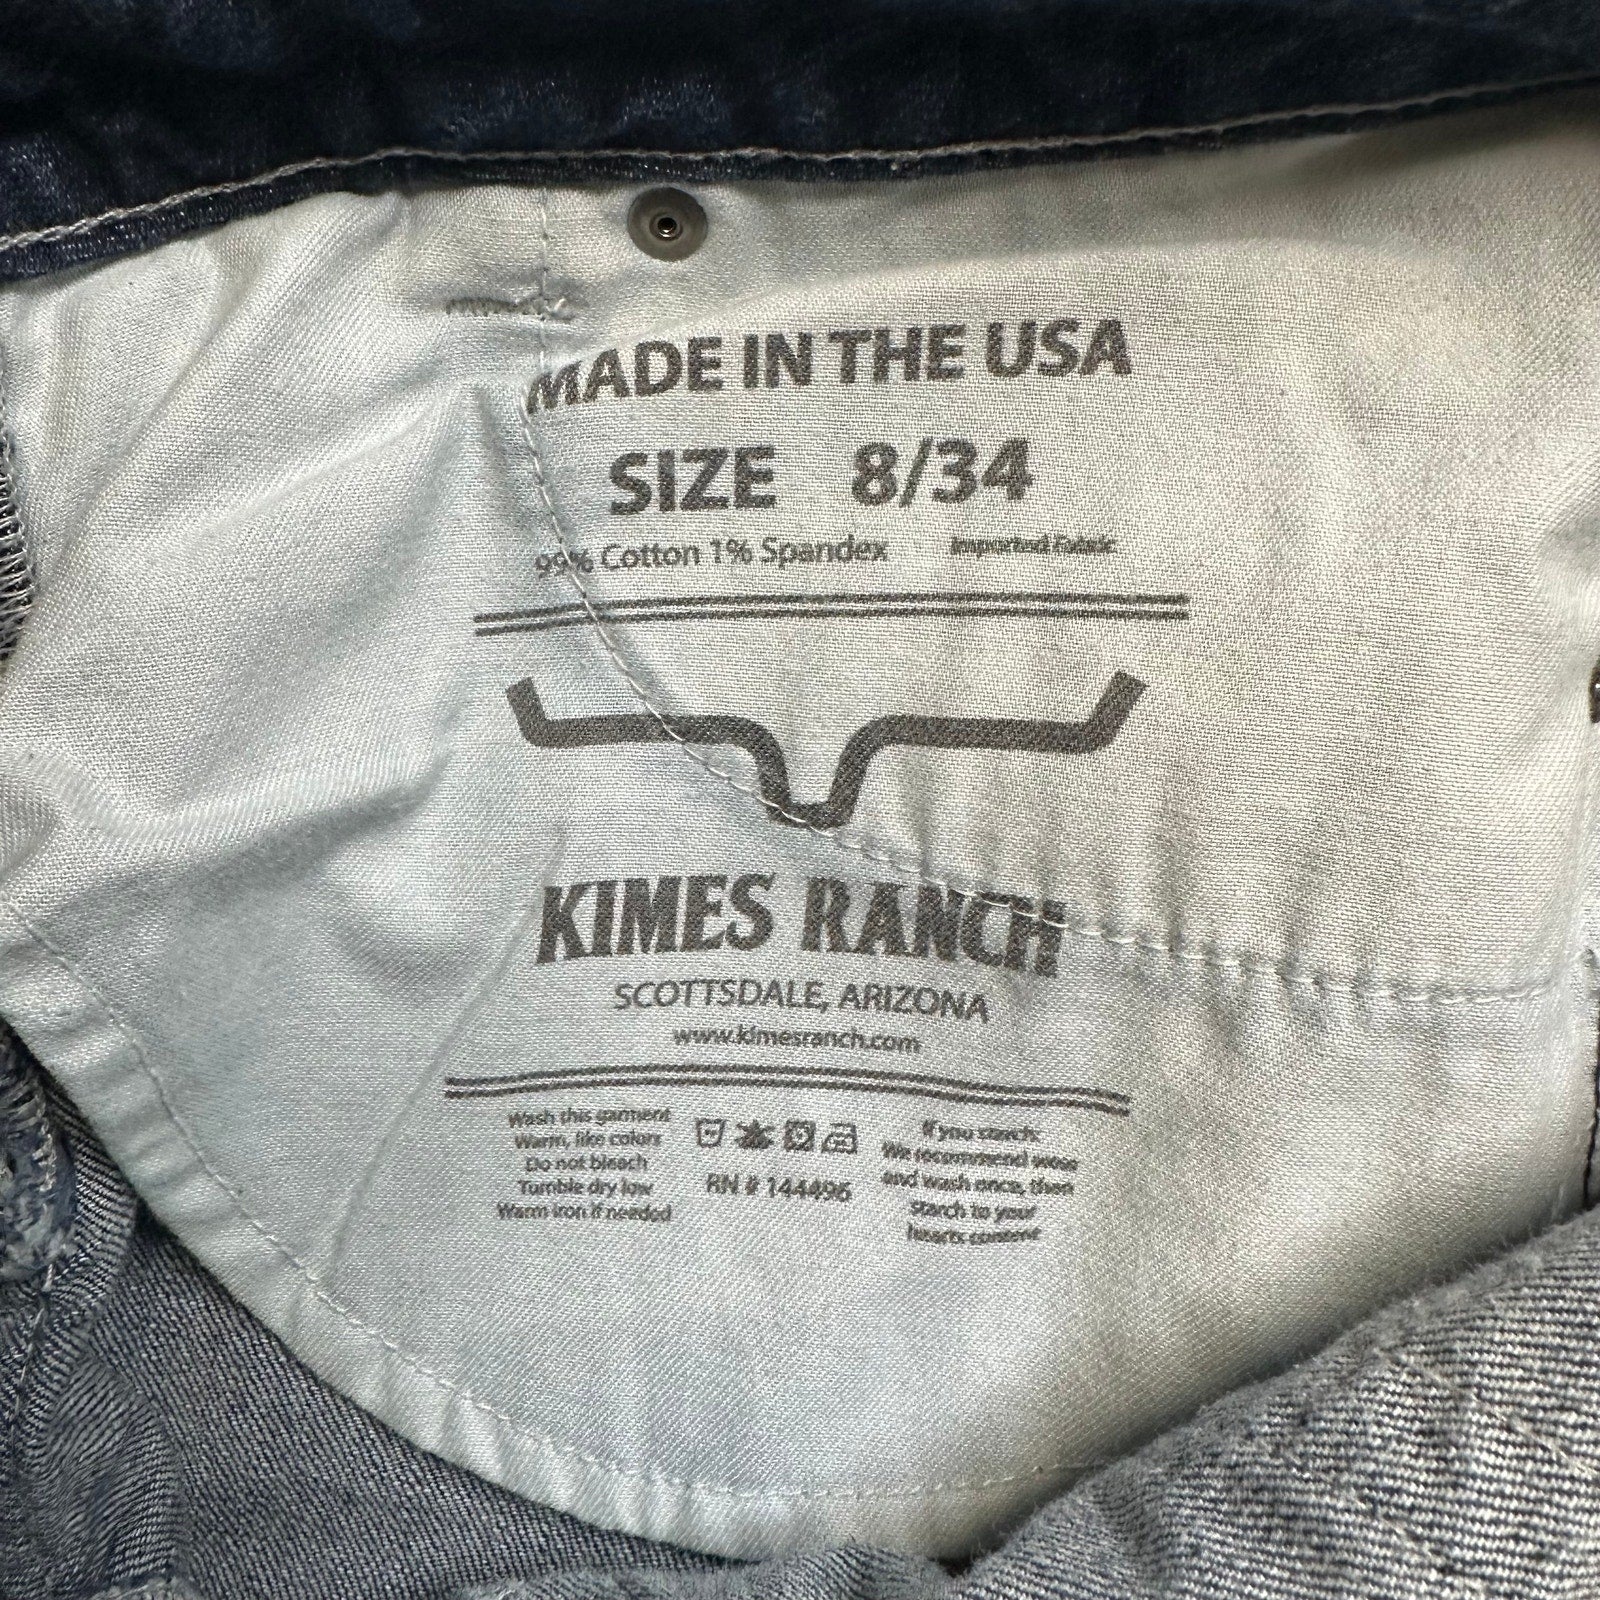 MADE IN THE USA
SIZE 8/34
99% Cotton 1% Spandex Imported Fabric
KIMES RANCH
SCOTTSDALE, ARIZONA
www.kimesranch.com
Wash this garment
Warm, like colors
Do not bleach
Tumble dry low
Warm iron if needed
RN # 144496
If you starch:
We recommend wear
and wash once, then
Starch to your
hearts content